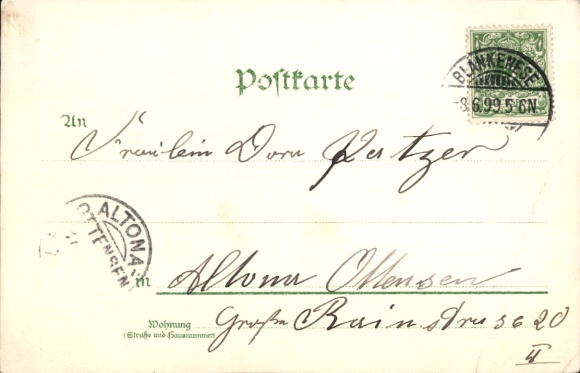 Postkarte
BLANKENESE
-8.6.99.5-6N.
An
Fräulein Dora Patzer
ALTONA
OTTENSEN
in Altona Ottensen
Wohnung
(Straße und Hausnummer)
Große Rainstrasse 20
II